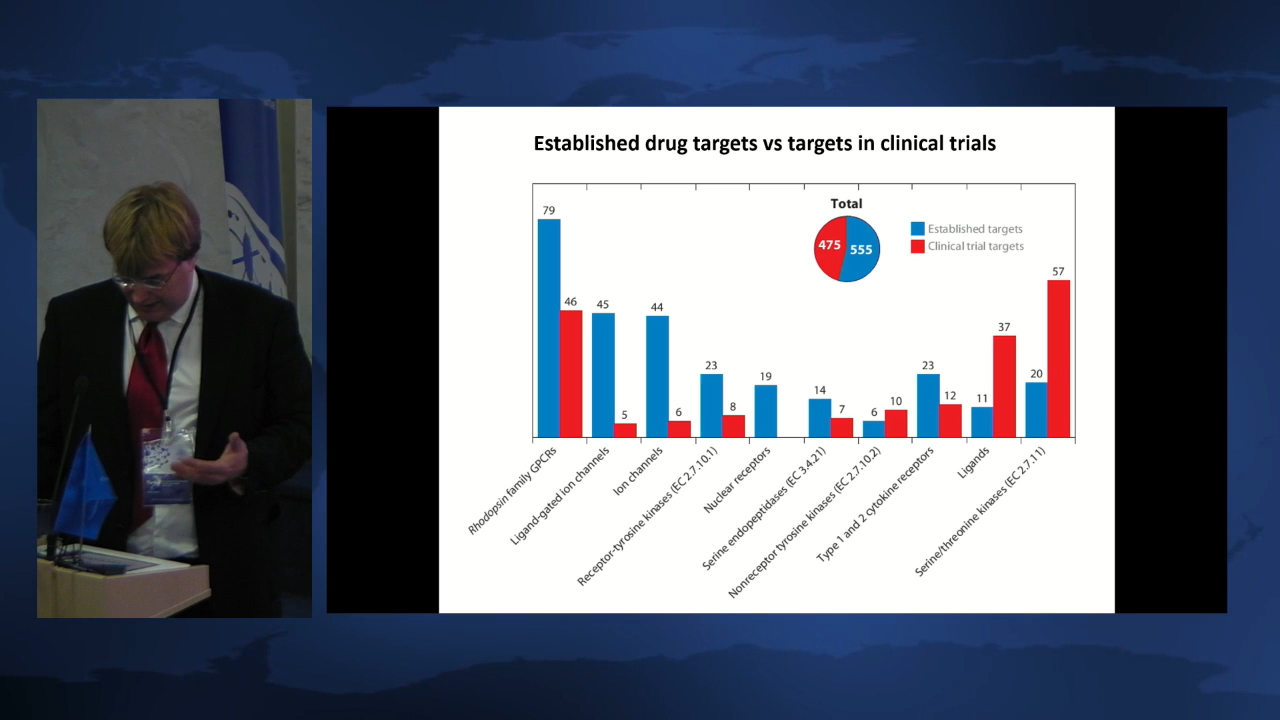 Established drug targets vs targets in clinical trials
Total
475
555
Established targets
Clinical trial targets
79
46
45
5
44
6
23
8
19
14
7
6
10
23
12
11
37
20
57
Rhodopsin family GPCRs
Ligand-gated ion channels
Ion channels
Receptor-tyrosine kinases (EC 2.7.10.1)
Nuclear receptors
Serine endopeptidases (EC 3.4.21)
Nonreceptor tyrosine kinases (EC 2.7.10.2)
Type 1 and 2 cytokine receptors
Ligands
Serine/threonine kinases (EC 2.7.11)